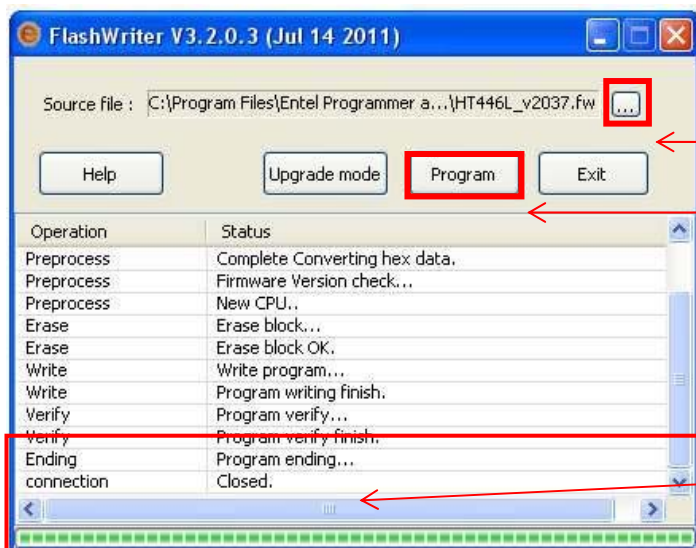 FlashWriter V3.2.0.3 (Jul 14 2011)
Source file : C:\Program Files\Entel Programmer a...\HT446L_v2037.fw ...
Help Upgrade mode Program Exit
Operation Status
Preprocess Complete Converting hex data.
Preprocess Firmware Version check...
Preprocess New CPU..
Erase Erase block...
Erase Erase block OK.
Write Write program...
Write Program writing finish.
Verify Program verify...
Verify Program verify finish.
Ending Program ending...
connection Closed.